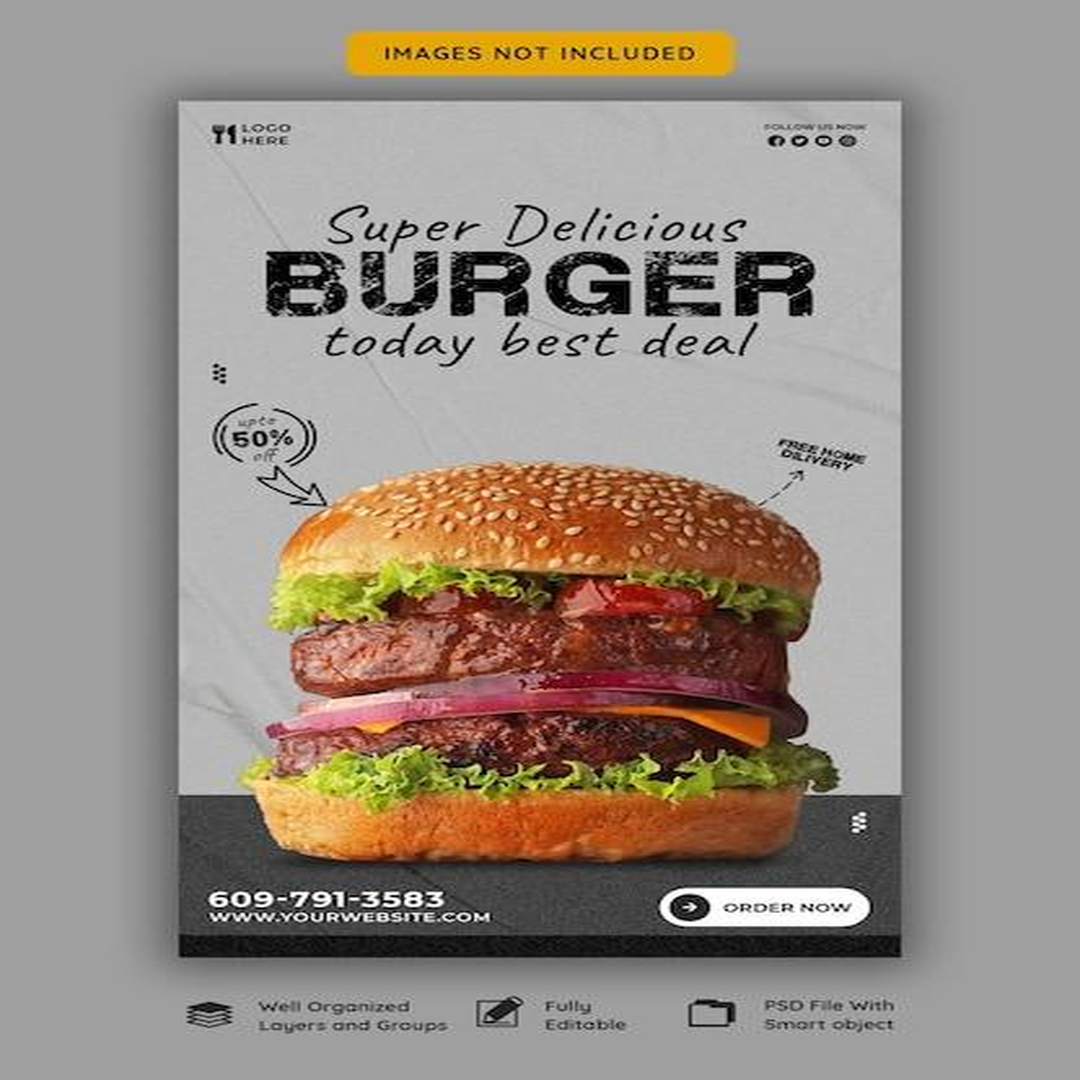 IMAGES NOT INCLUDED
LOGO
HERE
FOLLOW US NOW
Super Delicious
BURGER
today best deal
upto
50%
off
FREE HOME
DILIVERY
609-791-3583
WWW.YOURWEBSITE.COM
ORDER NOW
Well Organized
Layers and Groups
Fully
Editable
PSD File With
Smart object